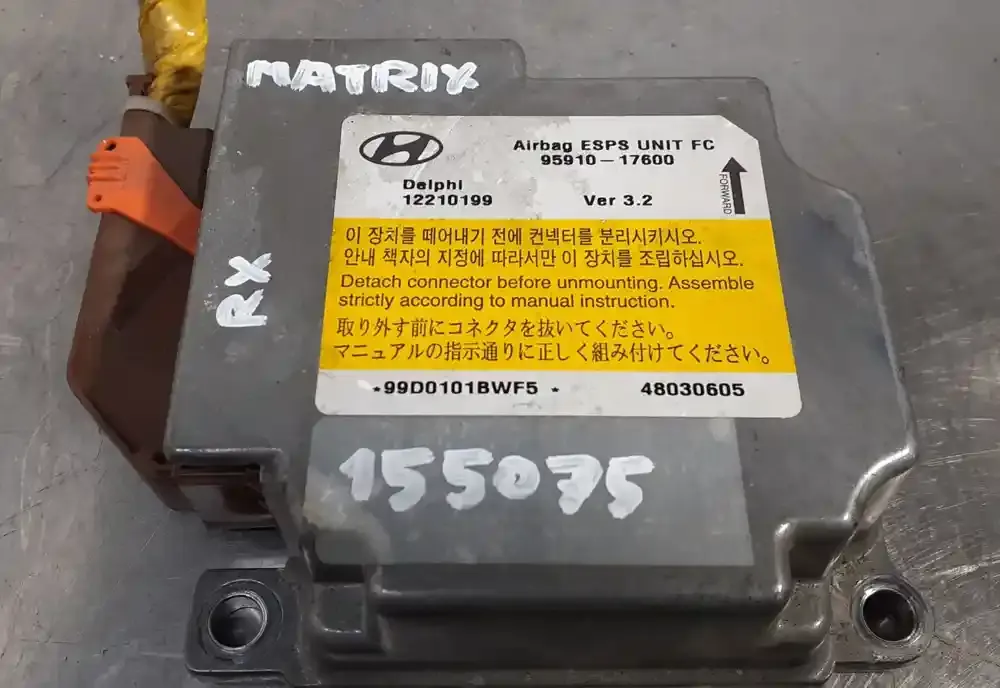 MATRIX
Airbag ESPS UNIT FC
95910-17600
Delphi
12210199
Ver 3.2
FORWARD
이 장치를 떼어내기 전에 컨넥터를 분리시키시오.
안내 책자의 지정에 따라서만 이 장치를 조립하십시오.
Detach connector before unmounting. Assemble
strictly according to manual instruction.
取り外す前にコネクタを抜いてください。
マニュアルの指示通りに正しく組み付けてください。
*99D0101BWF5 *
48030605
RX
155075